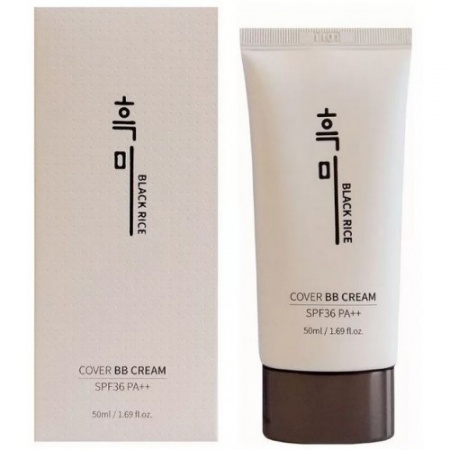 흑미
BLACK RICE
COVER BB CREAM
SPF36 PA++
50ml / 1.69 fl.oz.
흑미
BLACK RICE
COVER BB CREAM
SPF36 PA++
50ml / 1.69 fl.oz.